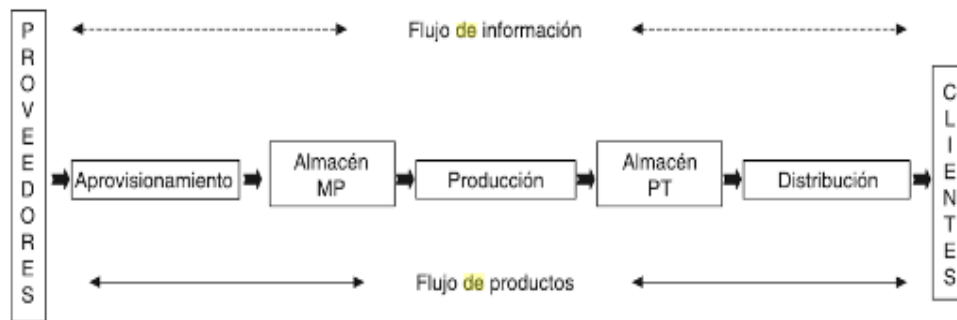 PROVEEDORES
Flujo de información
CLIENTES
Aprovisionamiento
Almacén
MP
Producción
Almacén
PT
Distribución
Flujo de productos